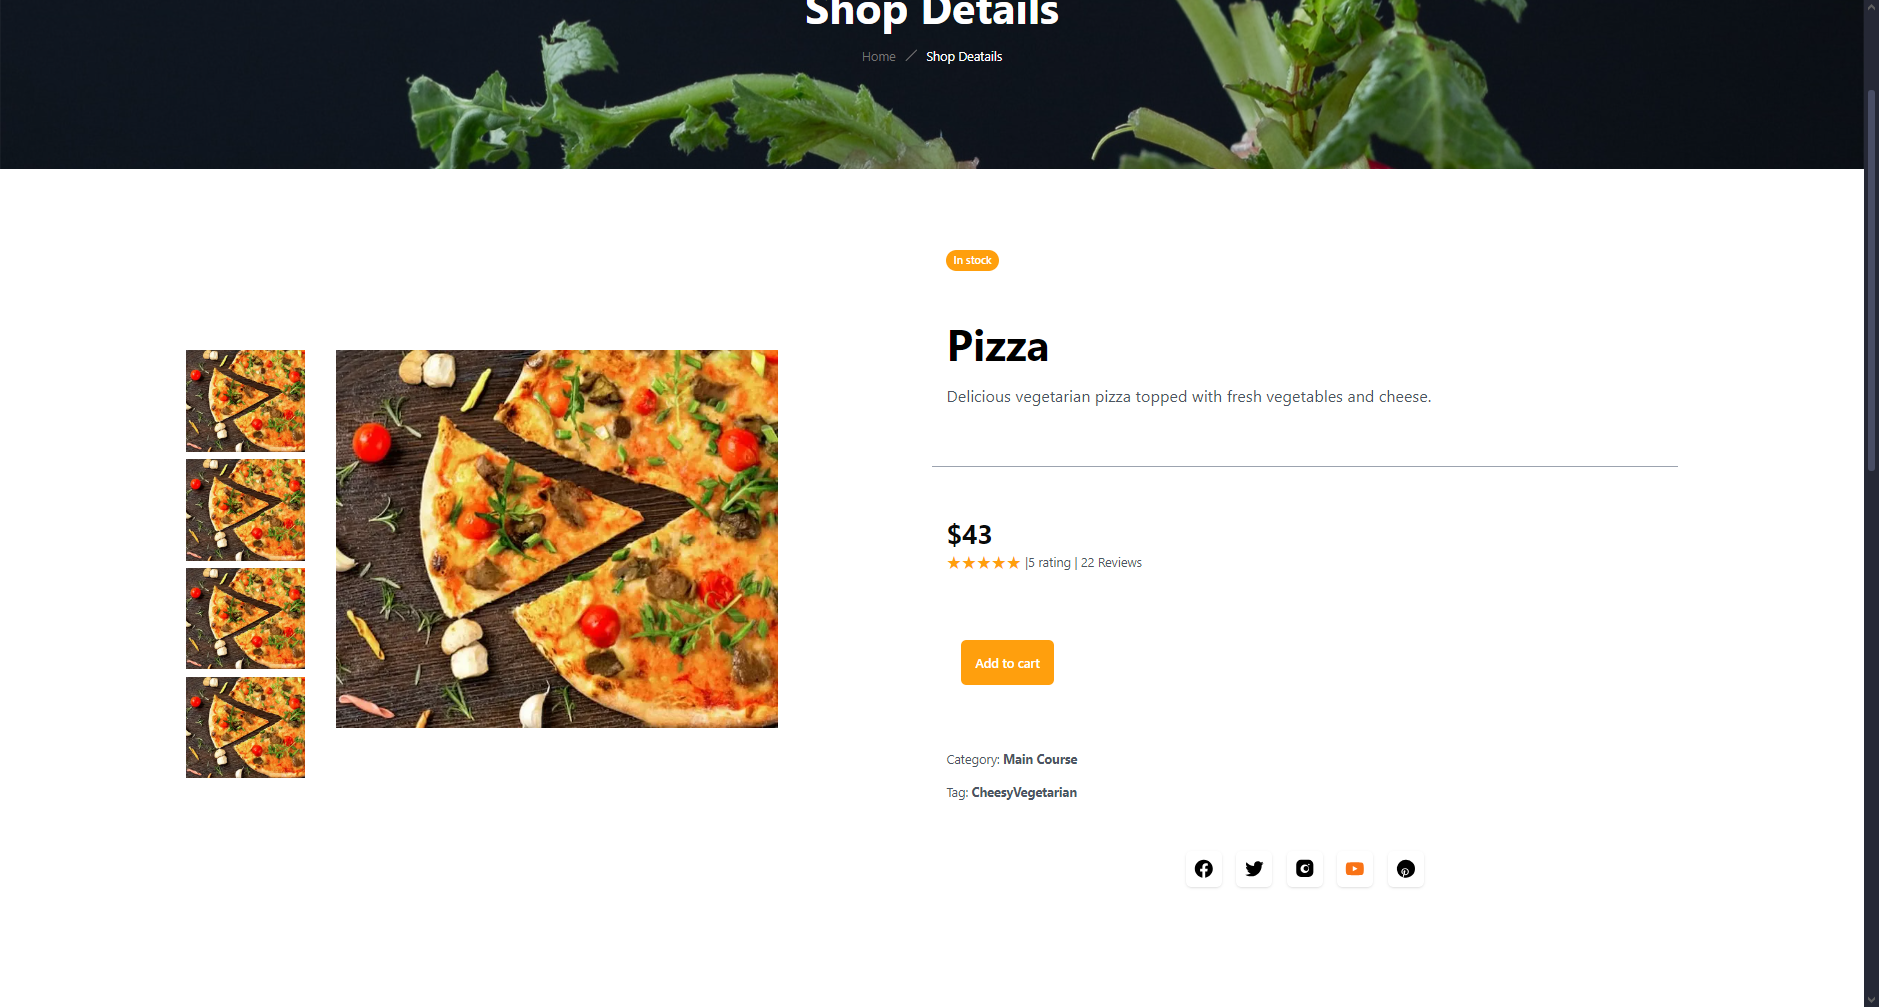 Shop Details
Home / Shop Deatails
In stock
Pizza
Delicious vegetarian pizza topped with fresh vegetables and cheese.
$43
★★★★★ |5 rating | 22 Reviews
Add to cart
Category: Main Course
Tag: CheesyVegetarian